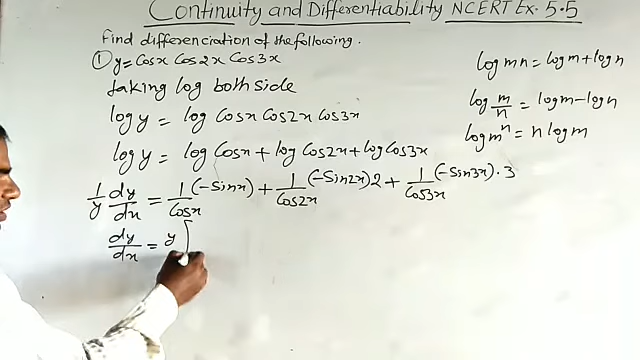 Continuity and Differentiability NCERT Ex. 5.5
Find differenciation of the following.
① y = Cosx Cos2x Cos3x
taking log both side
log y = log Cosx Cos2x Cos3x
log y = log Cosx + log Cos2x + log Cos3x
1/y dy/dx = 1/Cosx (-Sinx) + 1/Cos2x (-Sin2x) 2 + 1/Cos3x (-Sin3x) · 3
dy/dx = y [
log mn = log m + log n
log m/n = log m - log n
log m^n = n log m